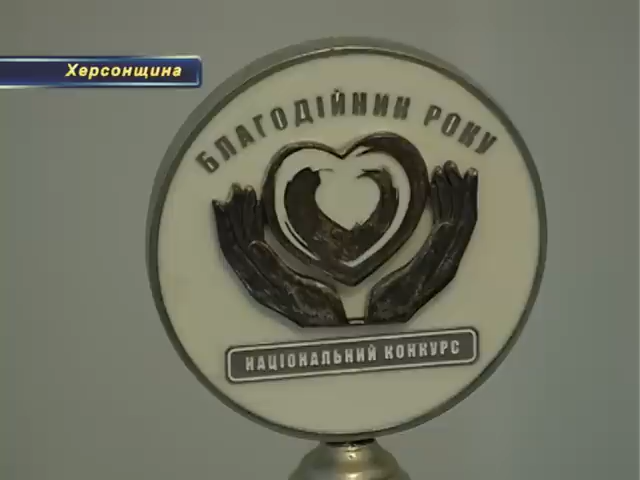 Херсонщина
БЛАГОДІЙНИК РОКУ
НАЦІОНАЛЬНИЙ КОНКУРС